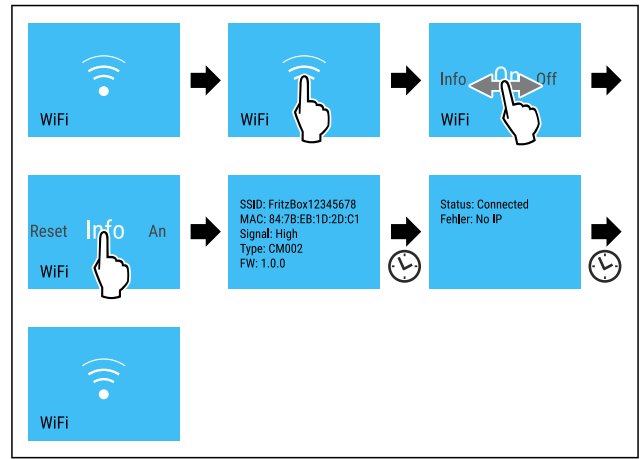 WiFi
WiFi
Info On Off
WiFi
Reset Info An
WiFi
SSID: FritzBox12345678
MAC: 84:7B:EB:1D:2D:C1
Signal: High
Type: CM002
FW: 1.0.0
Status: Connected
Fehler: No IP
WiFi